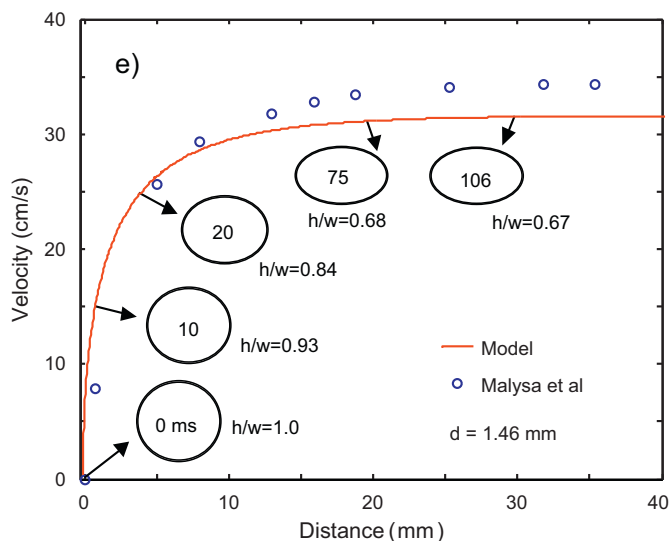 40
e)
30
75
106
h/w=0.68
h/w=0.67
Velocity (cm/s)
20
20
h/w=0.84
10
10
h/w=0.93
Model
Malysa et al
0 ms
h/w=1.0
d = 1.46 mm
0
0
10
20
30
40
Distance (mm)